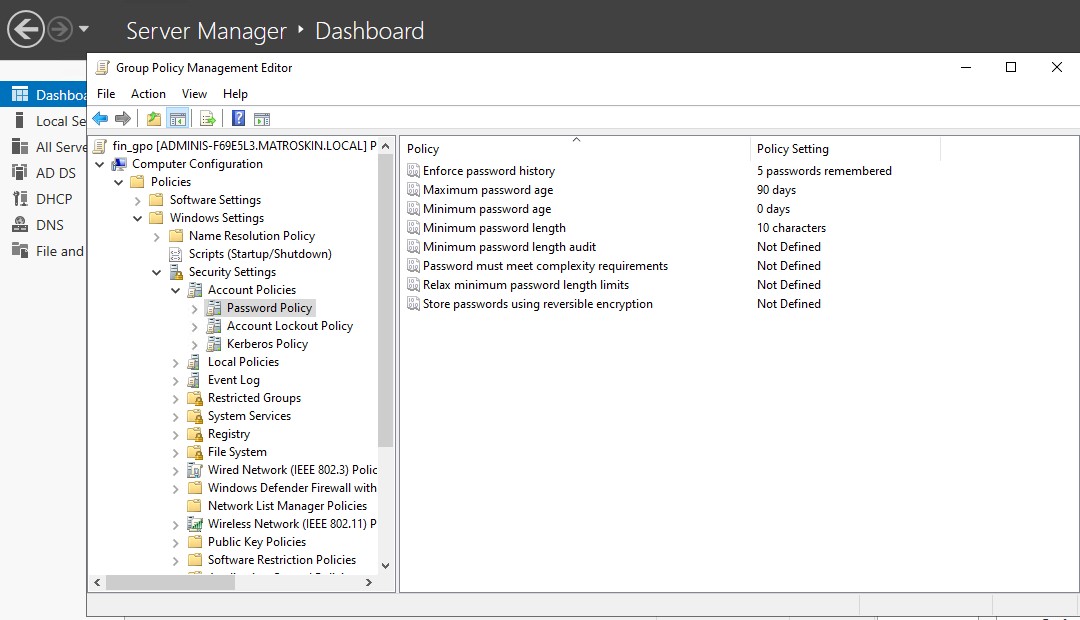 Server Manager ‣ Dashboard
Group Policy Management Editor
File Action View Help
Dashboa
Local Se
All Serve
AD DS
DHCP
DNS
File and
fin_gpo [ADMINIS-F69E5L3.MATROSKIN.LOCAL] P
Computer Configuration
Policies
Software Settings
Windows Settings
Name Resolution Policy
Scripts (Startup/Shutdown)
Security Settings
Account Policies
Password Policy
Account Lockout Policy
Kerberos Policy
Local Policies
Event Log
Restricted Groups
System Services
Registry
File System
Wired Network (IEEE 802.3) Polic
Windows Defender Firewall with
Network List Manager Policies
Wireless Network (IEEE 802.11) P
Public Key Policies
Software Restriction Policies
Policy Policy Setting
Enforce password history 5 passwords remembered
Maximum password age 90 days
Minimum password age 0 days
Minimum password length 10 characters
Minimum password length audit Not Defined
Password must meet complexity requirements Not Defined
Relax minimum password length limits Not Defined
Store passwords using reversible encryption Not Defined